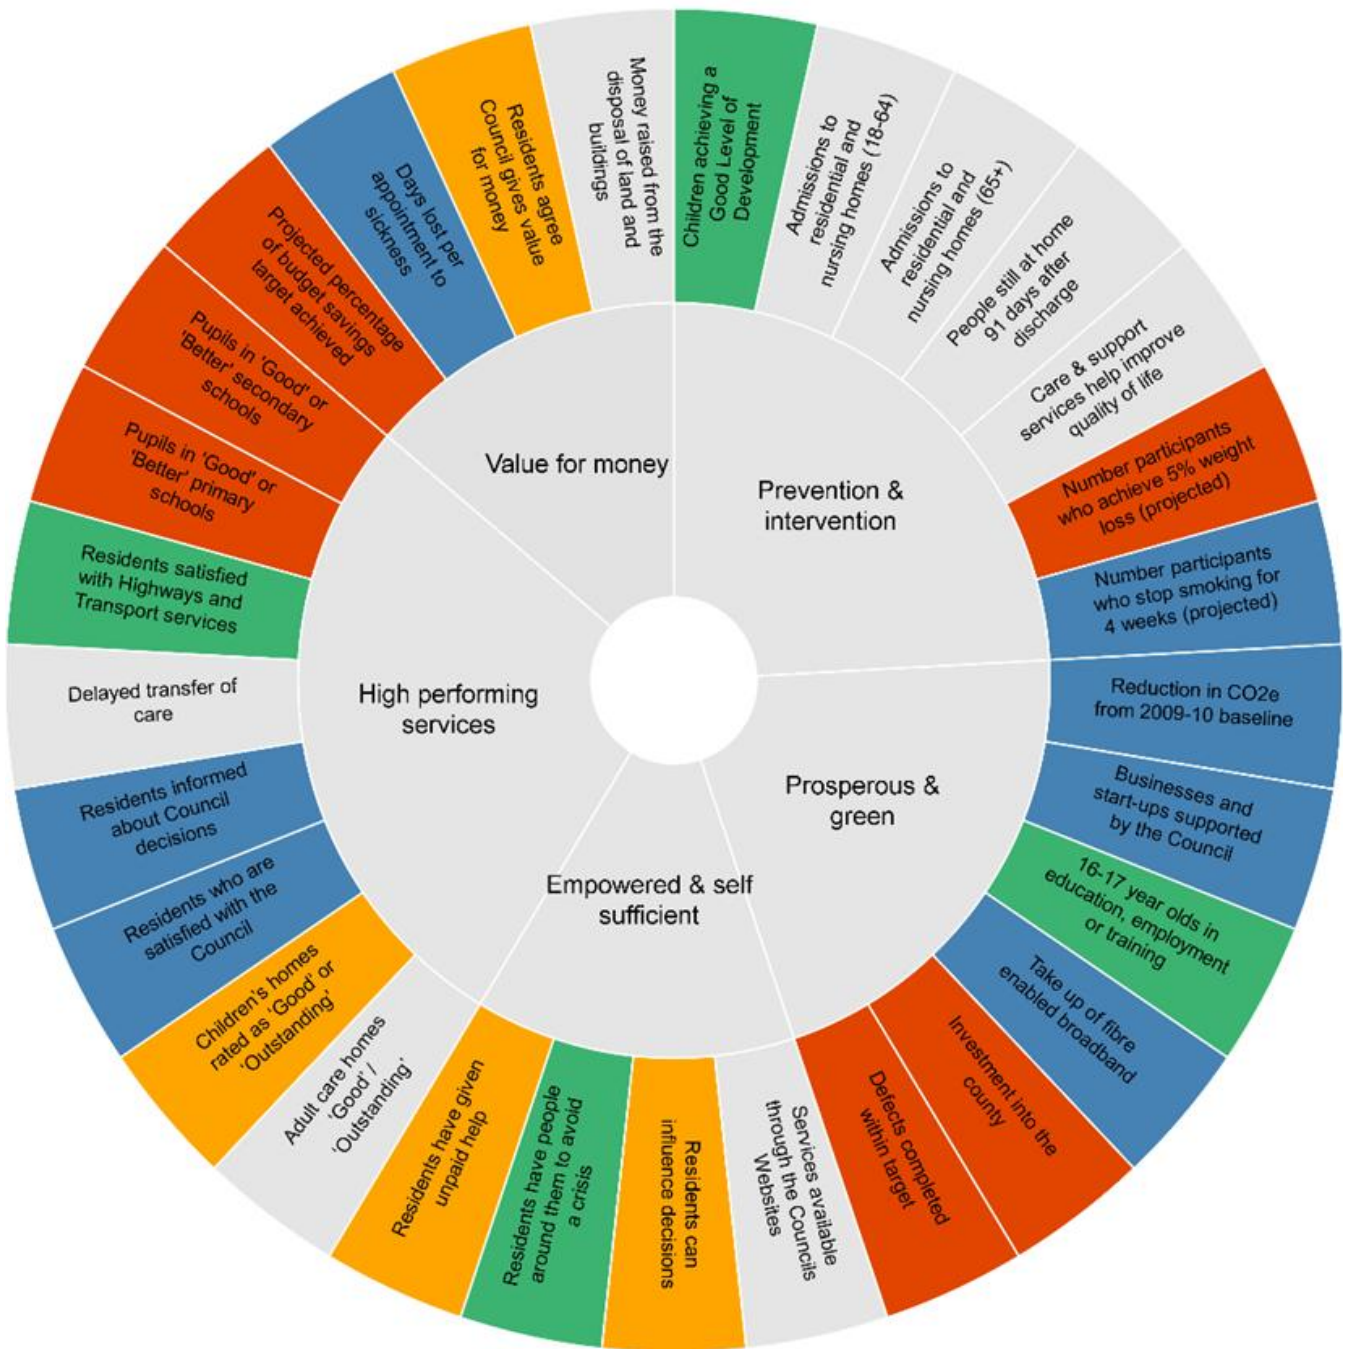 Money raised from the
disposal of land and
buildings
Children achieving a
Good Level of
Development
Admissions to
residential and
nursing homes (18-64)
Admissions to
residential and
nursing homes (65+)
People still at home
91 days after
discharge
Care & support
services help improve
quality of life
Number participants
who achieve 5% weight
loss (projected)
Number participants
who stop smoking for
4 weeks (projected)
Reduction in CO2e
from 2009-10 baseline
Businesses and
start-ups supported
by the Council
16-17 year olds in
education, employment
or training
Take up of fibre
enabled broadband
Investment into the
county
Defects completed
within target
Services available
through the Councils
Websites
Residents can
influence decisions
Residents have people
around them to avoid
a crisis
Residents have given
unpaid help
Adult care homes
'Good' /
'Outstanding'
Children's homes
rated as 'Good' or
'Outstanding'
Residents who are
satisfied with the
Council
Residents informed
about Council
decisions
Delayed transfer of
care
Residents satisfied
with Highways and
Transport services
Pupils in 'Good' or
'Better' primary
schools
Pupils in 'Good' or
'Better' secondary
schools
Projected percentage
of budget savings
target achieved
Days lost per
appointment to
sickness
Residents agree
Council gives value
for money
Value for money
Prevention &
intervention
High performing
services
Prosperous &
green
Empowered & self
sufficient